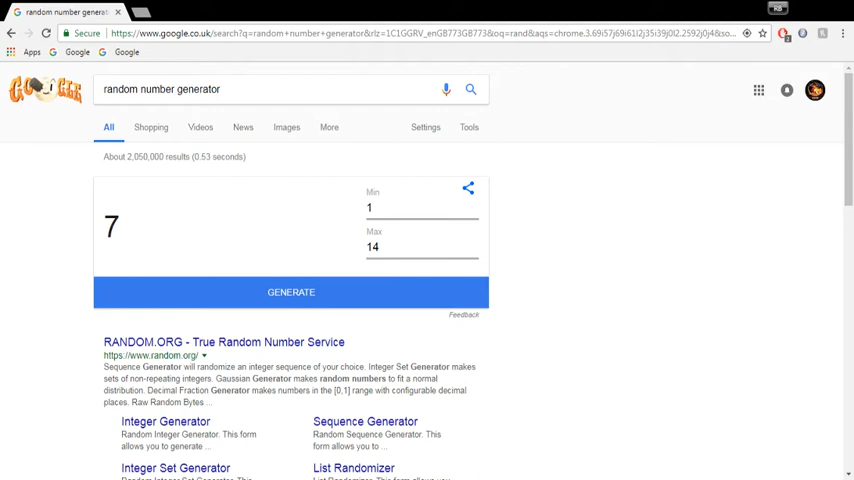 random number generat
RB
Secure
https://www.google.co.uk/search?q=random+number+generator&rlz=1C1GGRV_enGB773GB773&oq=rand&aqs=chrome.3.69i57j69i61l2j35i39j0l2.2592j0j4&so...
Apps Google Google
GOOGLE
random number generator
All Shopping Videos News Images More Settings Tools
About 2,050,000 results (0.53 seconds)
Min
1
7
Max
14
GENERATE
Feedback
RANDOM.ORG - True Random Number Service
https://www.random.org/
Sequence Generator will randomize an integer sequence of your choice. Integer Set Generator makes
sets of non-repeating integers. Gaussian Generator makes random numbers to fit a normal
distribution. Decimal Fraction Generator makes numbers in the [0,1] range with configurable decimal
places. Raw Random Bytes ...
Integer Generator
Random Integer Generator. This form
allows you to generate ...
Sequence Generator
Random Sequence Generator. This
form allows you to ...
Integer Set Generator
List Randomizer